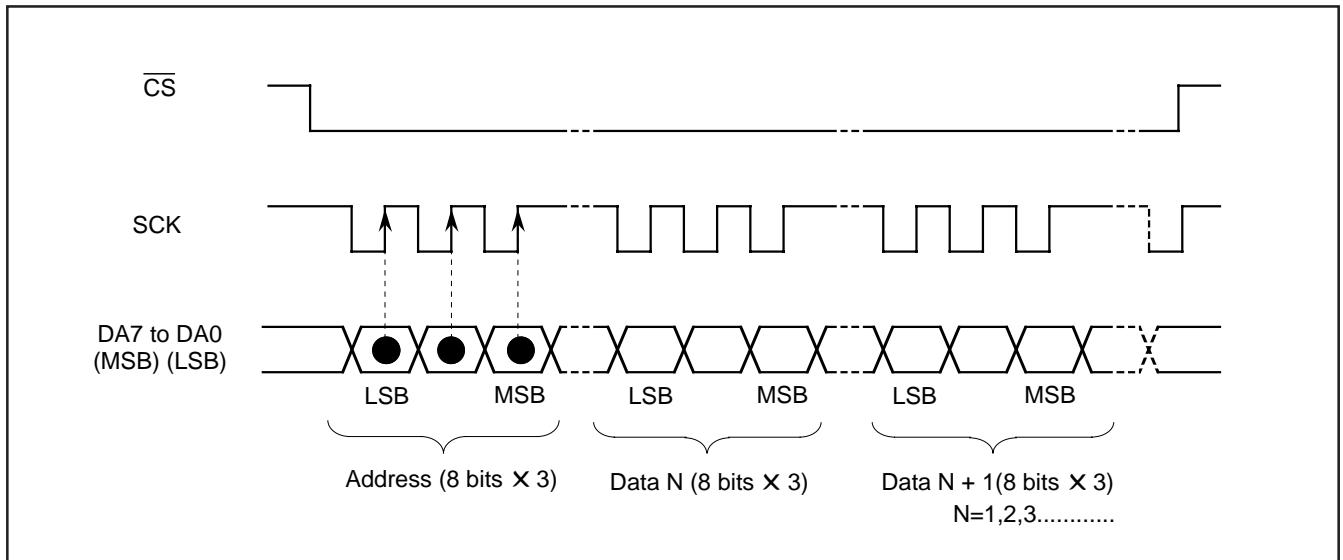 CS
SCK
DA7 to DA0
(MSB) (LSB)
LSB MSB LSB MSB LSB MSB
Address (8 bits × 3) Data N (8 bits × 3) Data N + 1(8 bits × 3)
N=1,2,3............